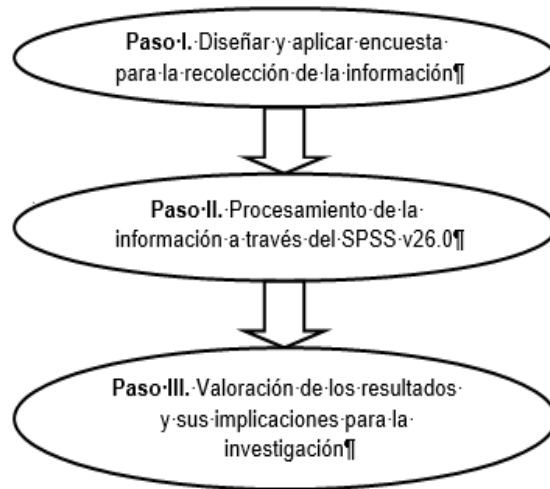 Paso·I.·Diseñar·y·aplicar·encuesta·
para·la·recolección·de·la·información¶
Paso·II.·Procesamiento·de·la·
información·a·través·del·SPSS·v26.0¶
Paso·III.·Valoración·de·los·resultados·
y·sus·implicaciones·para·la·
investigación¶